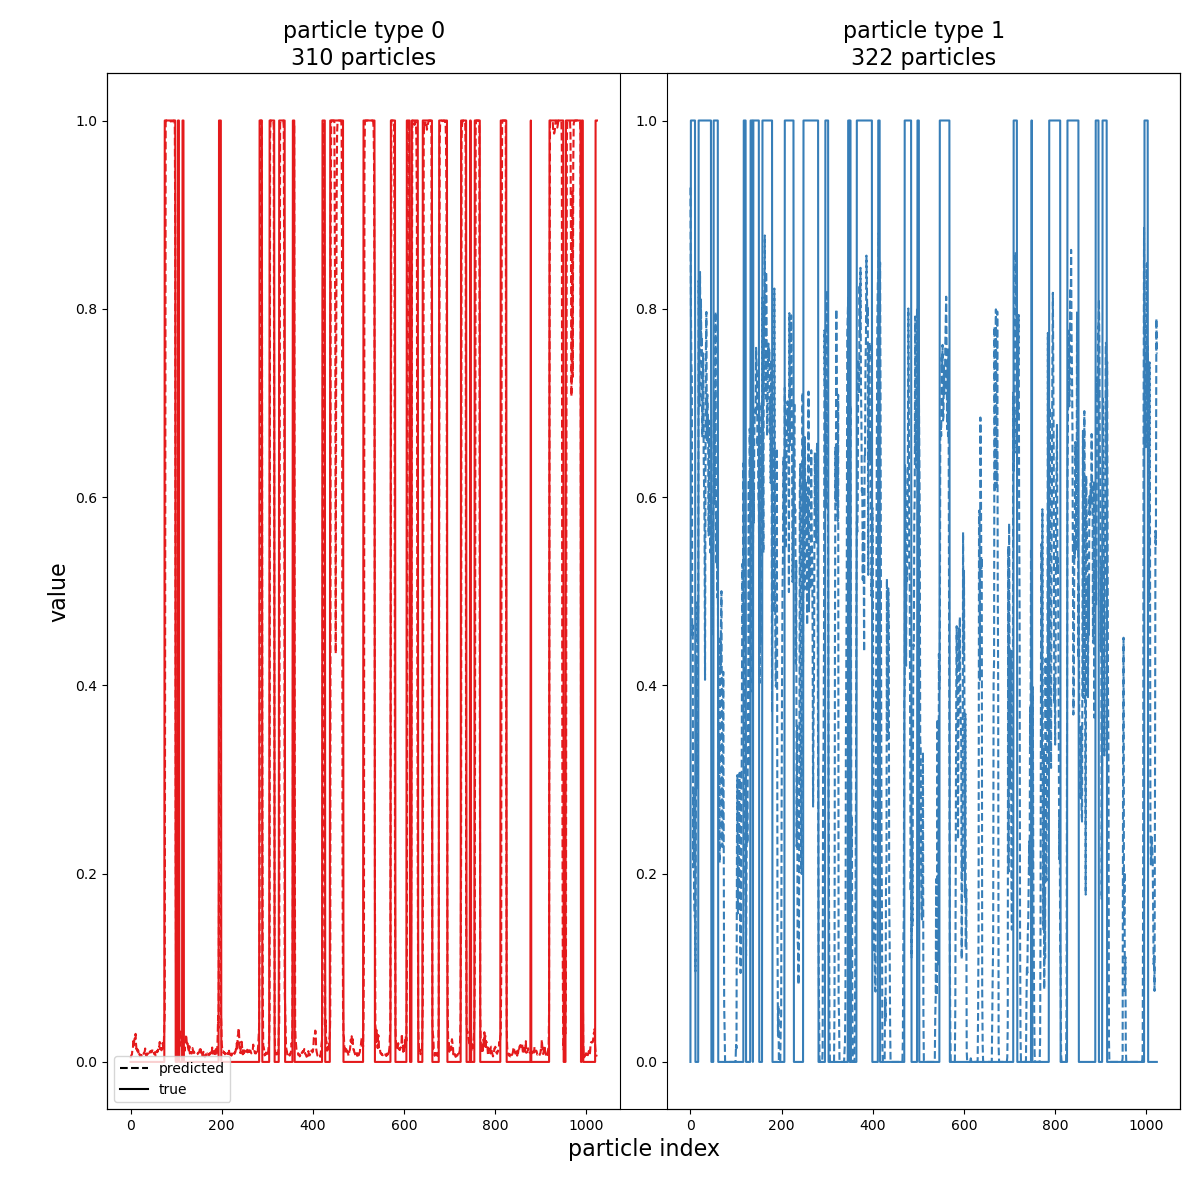 particle type 0
310 particles
particle type 1
322 particles
1.0
0.8
0.6
0.4
0.2
0.0
1.0
0.8
0.6
0.4
0.2
0.0
value
predicted
true
0 200 400 600 800 1000
0 200 400 600 800 1000
particle index